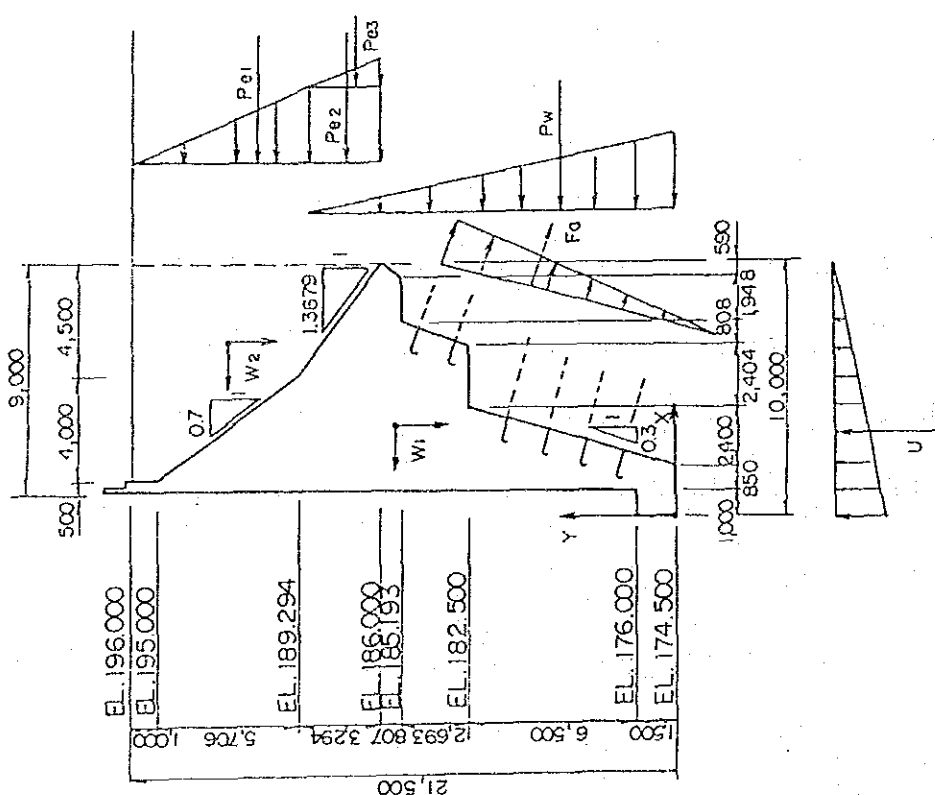 9,000
500
4,000
4,500
EL.196.000
EL.195.000
EL.189.294
EL.186.000
EL.185.193
EL.182.500
EL.176.000
EL.174.500
1,000
5,706
3,294
807
2,693
6,500
1,500
21,500
0.7
1
W2
1.3679
1
W1
Pe1
Pe2
Pe3
Pw
Fa
0.3
1
X
Y
1,000
850
2,400
2,404
808
1,948
590
10,000
U